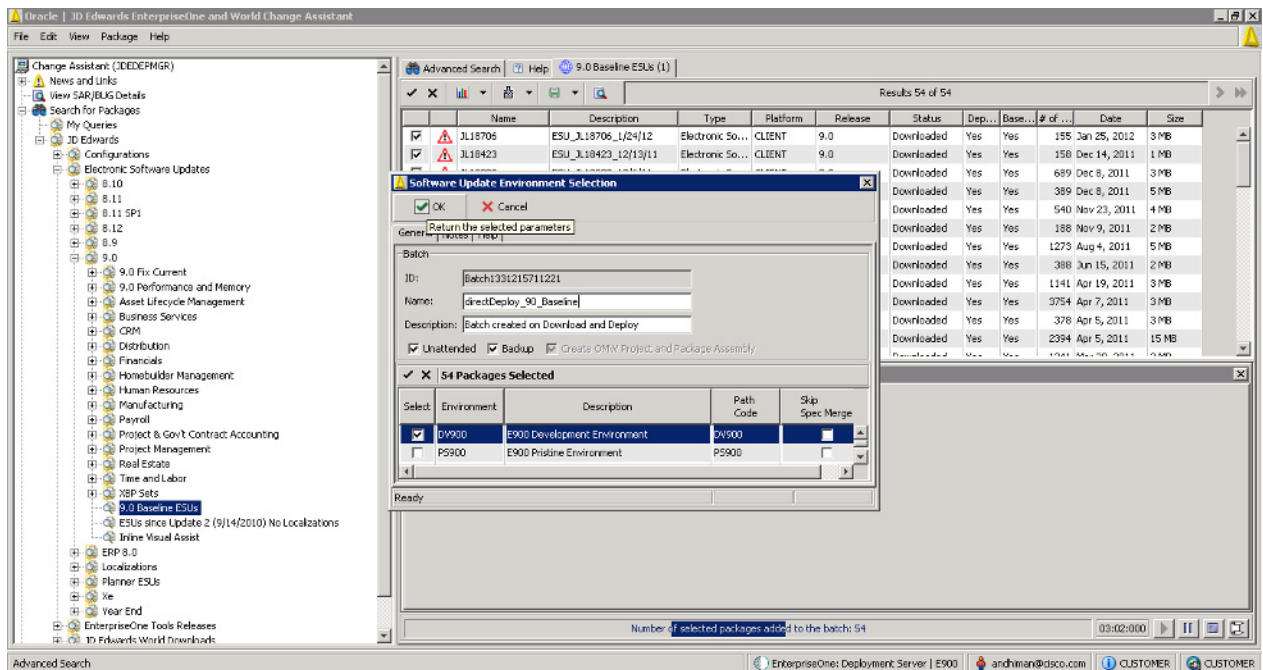 Oracle | JD Edwards EnterpriseOne and World Change Assistant
File Edit View Package Help
Change Assistant (JDEDEPMGR)
News and Links
View SAR/BUG Details
Search for Packages
My Queries
JD Edwards
Configurations
Electronic Software Updates
8.10
8.11
8.11 SP1
8.12
8.9
9.0
9.0 Fix Current
9.0 Performance and Memory
Asset Lifecycle Management
Business Services
CRM
Distribution
Financials
Homebuilder Management
Human Resources
Manufacturing
Payroll
Project & Gov't Contract Accounting
Project Management
Real Estate
Time and Labor
XBP Sets
9.0 Baseline ESUs
ESUs since Update 2 (9/14/2010) No Localizations
Inline Visual Assist
ERP 8.0
Localizations
Planner ESUs
Xe
Year End
EnterpriseOne Tools Releases
JD Edwards World Downloads
Advanced Search Help 9.0 Baseline ESUs (1)
Results 54 of 54
Name Description Type Platform Release Status Dep... Base... # of ... Date Size
JL18706 ESU_JL18706_1/24/12 Electronic So... CLIENT 9.0 Downloaded Yes Yes 155 Jan 25, 2012 3 MB
JL18423 ESU_JL18423_12/13/11 Electronic So... CLIENT 9.0 Downloaded Yes Yes 158 Dec 14, 2011 1 MB
Downloaded Yes Yes 689 Dec 8, 2011 3 MB
Downloaded Yes Yes 389 Dec 8, 2011 5 MB
Downloaded Yes Yes 540 Nov 23, 2011 4 MB
Downloaded Yes Yes 188 Nov 9, 2011 2 MB
Downloaded Yes Yes 1273 Aug 4, 2011 5 MB
Downloaded Yes Yes 388 Jun 15, 2011 2 MB
Downloaded Yes Yes 1141 Apr 19, 2011 3 MB
Downloaded Yes Yes 3754 Apr 7, 2011 3 MB
Downloaded Yes Yes 378 Apr 5, 2011 3 MB
Downloaded Yes Yes 2394 Apr 5, 2011 15 MB
Software Update Environment Selection
OK Cancel
Return the selected parameters
General Notes Help
Batch
ID: Batch1331215711221
Name: directDeploy_90_Baseline
Description: Batch created on Download and Deploy
Unattended Backup Create OMW Project and Package Assembly
54 Packages Selected
Select Environment Description Path Code Skip Spec Merge
DV900 E900 Development Environment DV900
PS900 E900 Pristine Environment PS900
Ready
Number of selected packages added to the batch: 54
03:02:000
Advanced Search
EnterpriseOne: Deployment Server | E900 andhiman@cisco.com CUSTOMER CUSTOMER